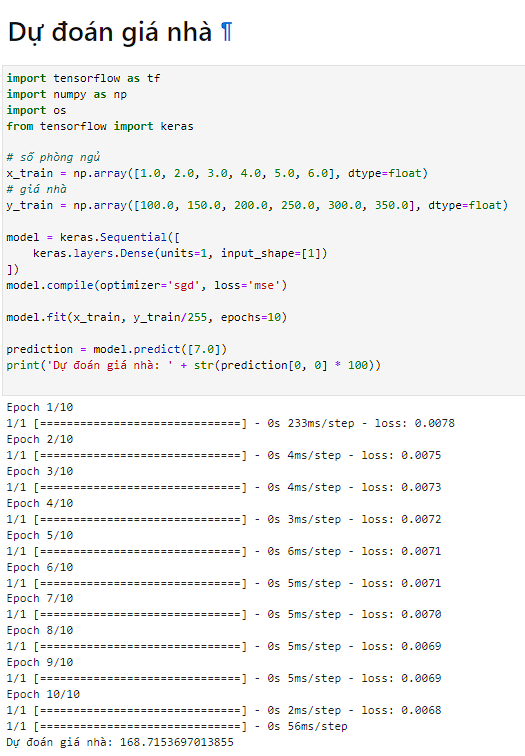 Dự đoán giá nhà ¶
import tensorflow as tf
import numpy as np
import os
from tensorflow import keras
# số phòng ngủ
x_train = np.array([1.0, 2.0, 3.0, 4.0, 5.0, 6.0], dtype=float)
# giá nhà
y_train = np.array([100.0, 150.0, 200.0, 250.0, 300.0, 350.0], dtype=float)
model = keras.Sequential([
    keras.layers.Dense(units=1, input_shape=[1])
])
model.compile(optimizer='sgd', loss='mse')
model.fit(x_train, y_train/255, epochs=10)
prediction = model.predict([7.0])
print('Dự đoán giá nhà: ' + str(prediction[0, 0] * 100))
Epoch 1/10
1/1 [==============================] - 0s 233ms/step - loss: 0.0078
Epoch 2/10
1/1 [==============================] - 0s 4ms/step - loss: 0.0075
Epoch 3/10
1/1 [==============================] - 0s 4ms/step - loss: 0.0073
Epoch 4/10
1/1 [==============================] - 0s 3ms/step - loss: 0.0072
Epoch 5/10
1/1 [==============================] - 0s 6ms/step - loss: 0.0071
Epoch 6/10
1/1 [==============================] - 0s 5ms/step - loss: 0.0071
Epoch 7/10
1/1 [==============================] - 0s 5ms/step - loss: 0.0070
Epoch 8/10
1/1 [==============================] - 0s 5ms/step - loss: 0.0069
Epoch 9/10
1/1 [==============================] - 0s 5ms/step - loss: 0.0069
Epoch 10/10
1/1 [==============================] - 0s 2ms/step - loss: 0.0068
1/1 [==============================] - 0s 56ms/step
Dự đoán giá nhà: 168.7153697013855